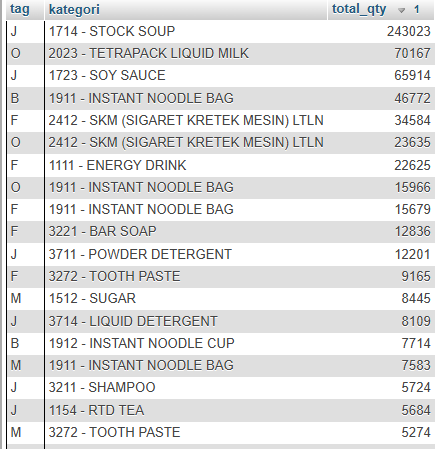 tag kategori total_qty 1
J 1714 - STOCK SOUP 243023
O 2023 - TETRAPACK LIQUID MILK 70167
J 1723 - SOY SAUCE 65914
B 1911 - INSTANT NOODLE BAG 46772
F 2412 - SKM (SIGARET KRETEK MESIN) LTLN 34584
O 2412 - SKM (SIGARET KRETEK MESIN) LTLN 23635
F 1111 - ENERGY DRINK 22625
O 1911 - INSTANT NOODLE BAG 15966
F 1911 - INSTANT NOODLE BAG 15679
F 3221 - BAR SOAP 12836
J 3711 - POWDER DETERGENT 12201
F 3272 - TOOTH PASTE 9165
M 1512 - SUGAR 8445
J 3714 - LIQUID DETERGENT 8109
B 1912 - INSTANT NOODLE CUP 7714
M 1911 - INSTANT NOODLE BAG 7583
J 3211 - SHAMPOO 5724
J 1154 - RTD TEA 5684
M 3272 - TOOTH PASTE 5274